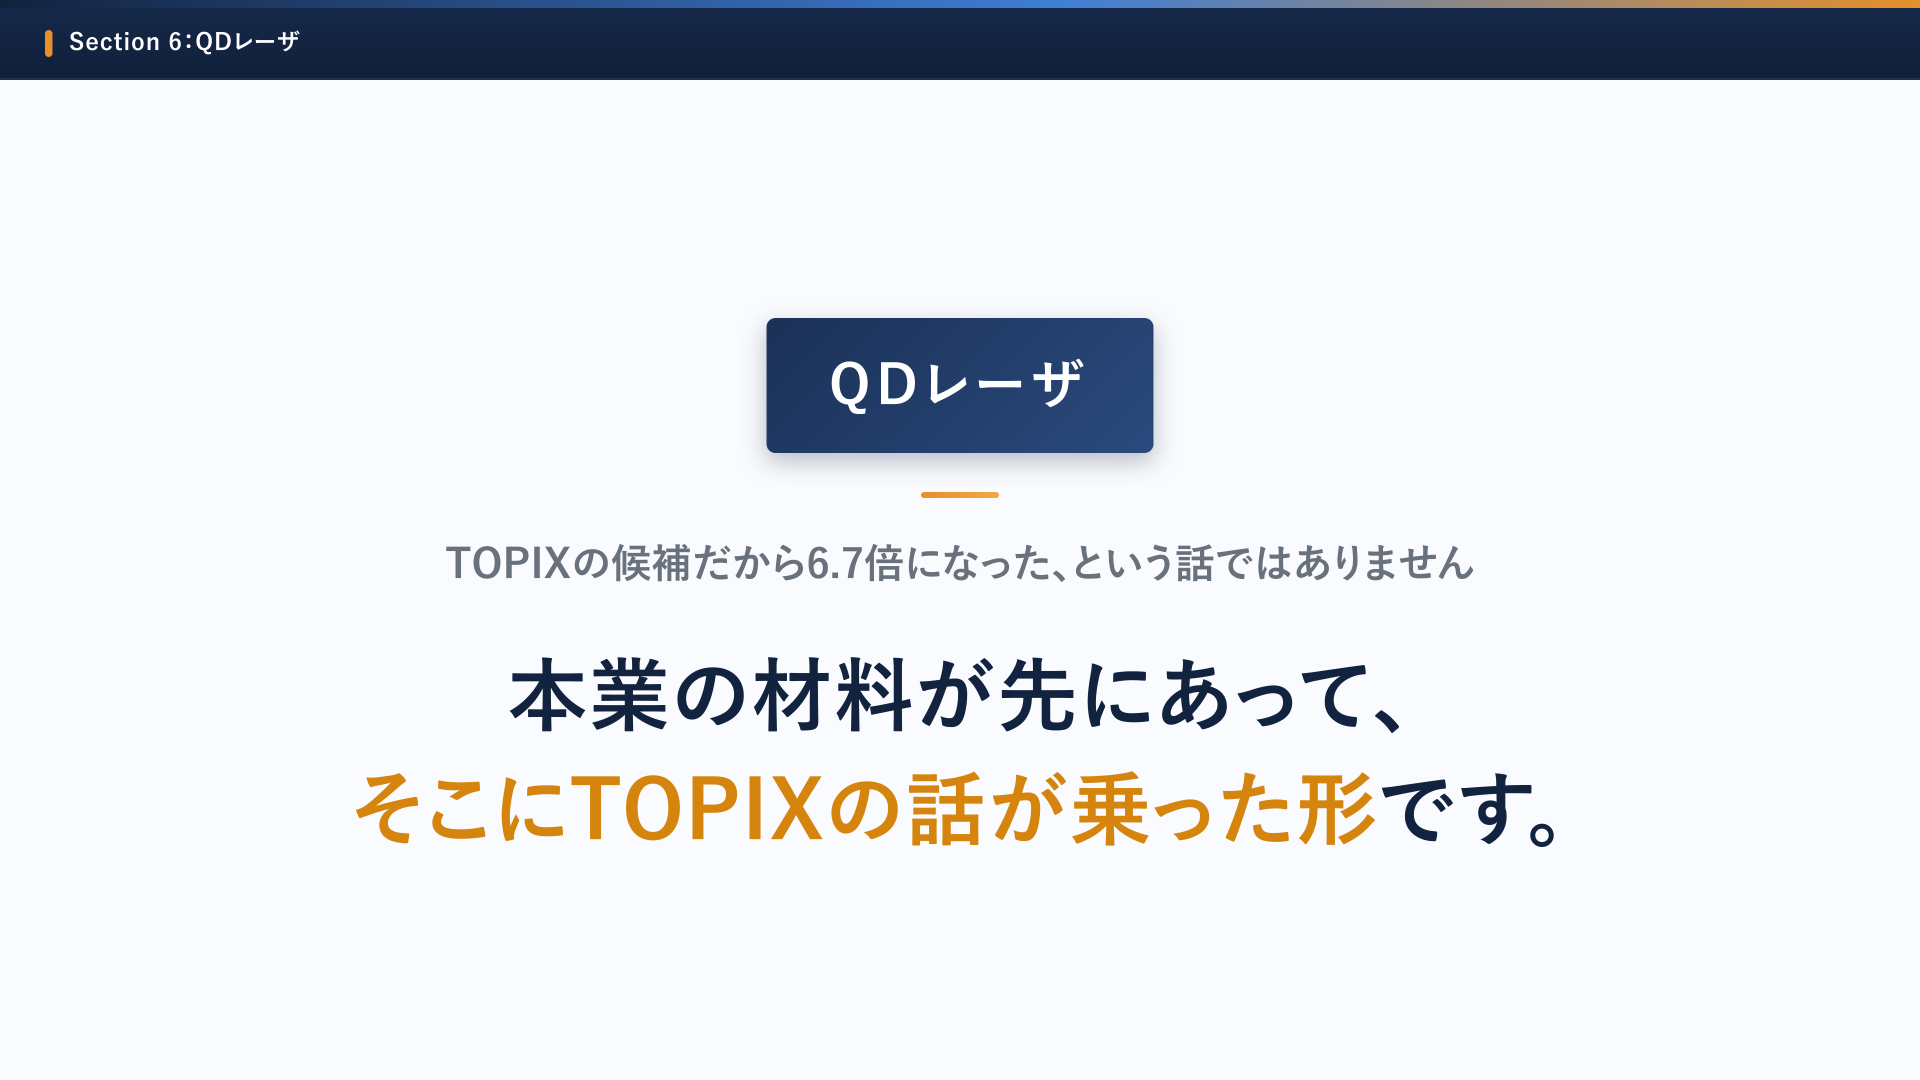 Section 6：QDレーザ
QDレーザ
TOPIXの候補だから6.7倍になった、という話ではありません
本業の材料が先にあって、
そこにTOPIXの話が乗った形です。